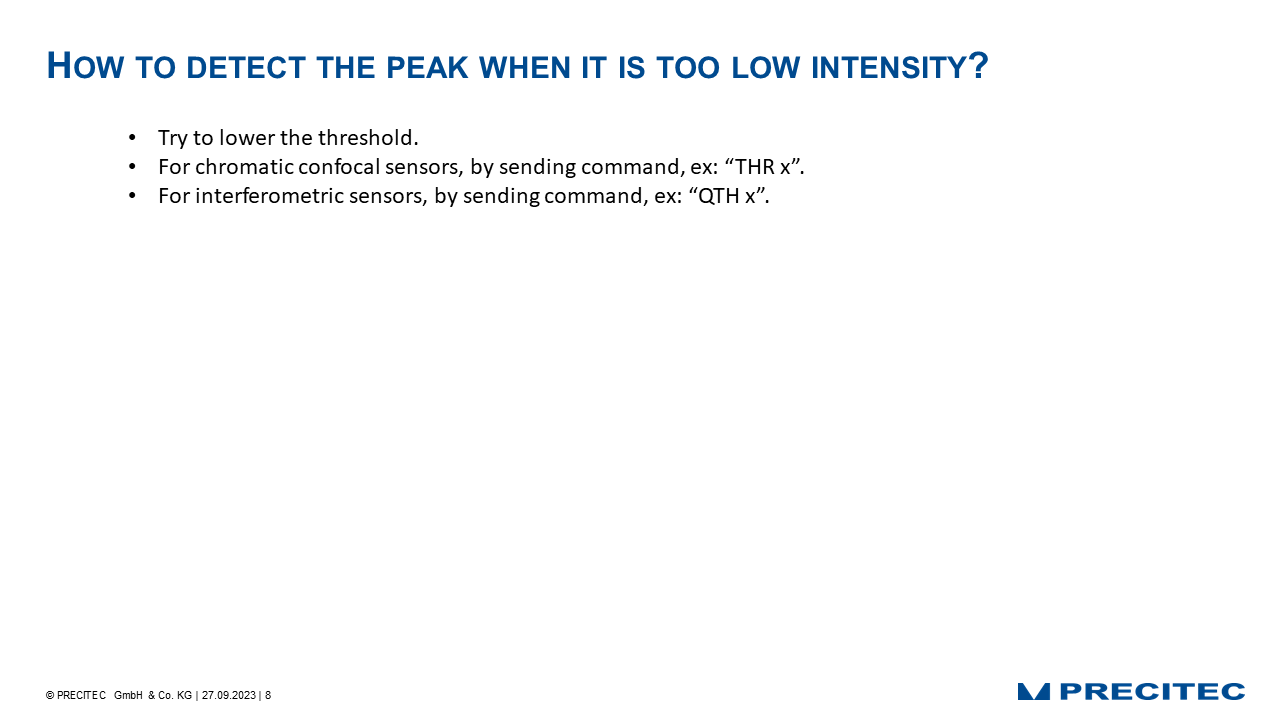 HOW TO DETECT THE PEAK WHEN IT IS TOO LOW INTENSITY?
• Try to lower the threshold.
• For chromatic confocal sensors, by sending command, ex: “THR x”.
• For interferometric sensors, by sending command, ex: “QTH x”.
© PRECITEC GmbH & Co. KG | 27.09.2023 | 8
PRECITEC